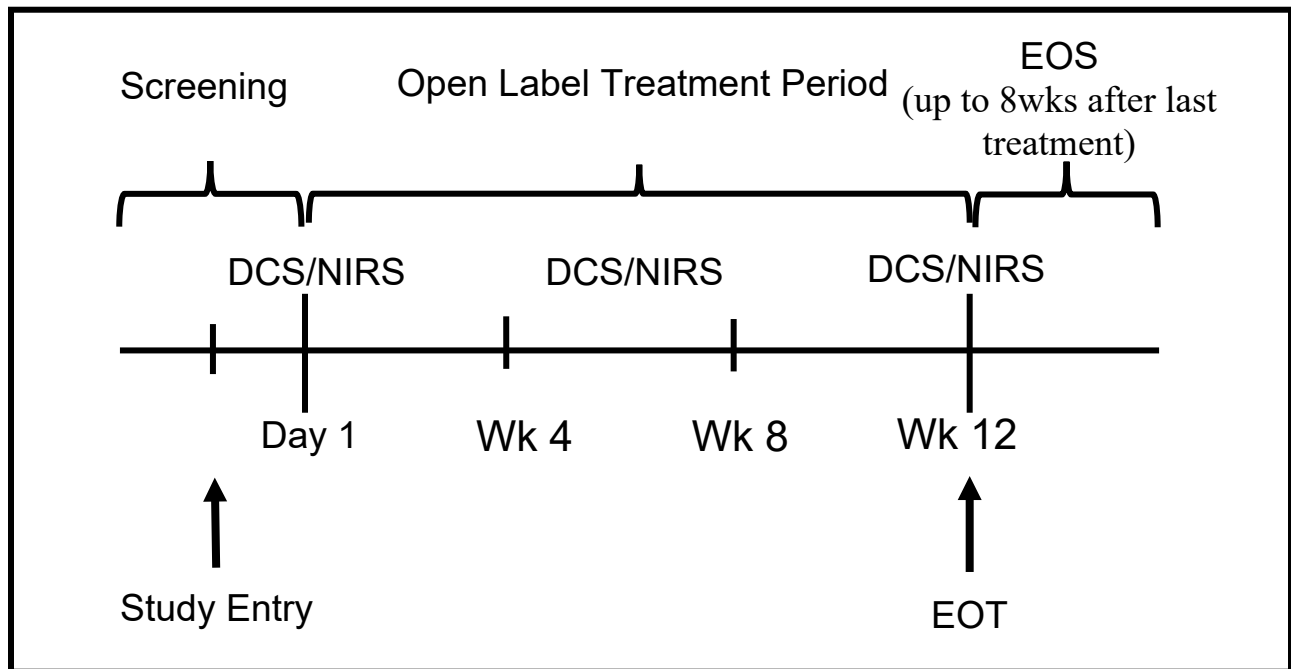 Screening
Open Label Treatment Period
EOS
(up to 8wks after last
treatment)
DCS/NIRS
DCS/NIRS
DCS/NIRS
Day 1
Wk 4
Wk 8
Wk 12
Study Entry
EOT